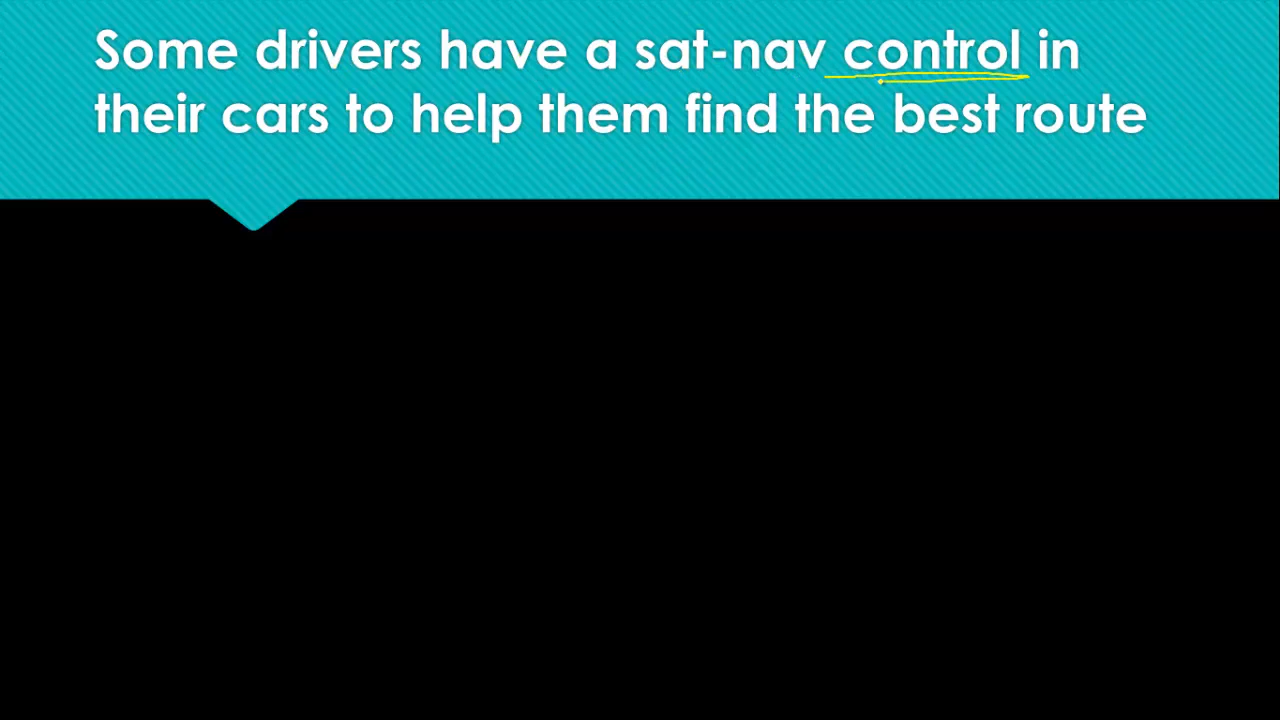 Some drivers have a sat-nav control in
their cars to help them find the best route